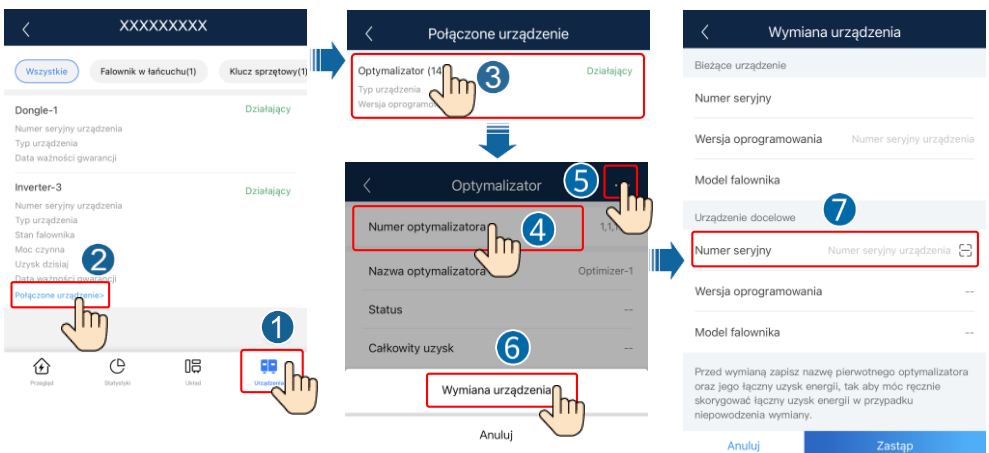 XXXXXXXXX
Wszystkie
Falownik w łańcuchu(1)
Klucz sprzętowy(1)
Dongle-1
Działający
Numer seryjny urządzenia
Typ urządzenia
Data ważności gwarancji
Inverter-3
Działający
Numer seryjny urządzenia
Typ urządzenia
Stan falownika
Moc czynna
Uzysk dzisiaj
2
Data ważności gwarancji
Połączone urządzenie>
1
Przegląd
Statystyki
Układ
Urządzenia
Połączone urządzenie
Optymalizator (14
3
Działający
Typ urządzenia
Wersja oprogramo
5
Optymalizator
...
Numer optymalizatora
4
1,1,1
Nazwa optymalizatora
Optimizer-1
Status
--
6
Całkowity uzysk
--
Wymiana urządzenia
Anuluj
Wymiana urządzenia
Bieżące urządzenie
Numer seryjny
Wersja oprogramowania
Numer seryjny urządzenia
Model falownika
7
Urządzenie docelowe
Numer seryjny
Numer seryjny urządzenia
Wersja oprogramowania
--
Model falownika
--
Przed wymianą zapisz nazwę pierwotnego optymalizatora
oraz jego łączny uzysk energii, tak aby móc ręcznie
skorygować łączny uzysk energii w przypadku
niepowodzenia wymiany.
Anuluj
Zastąp